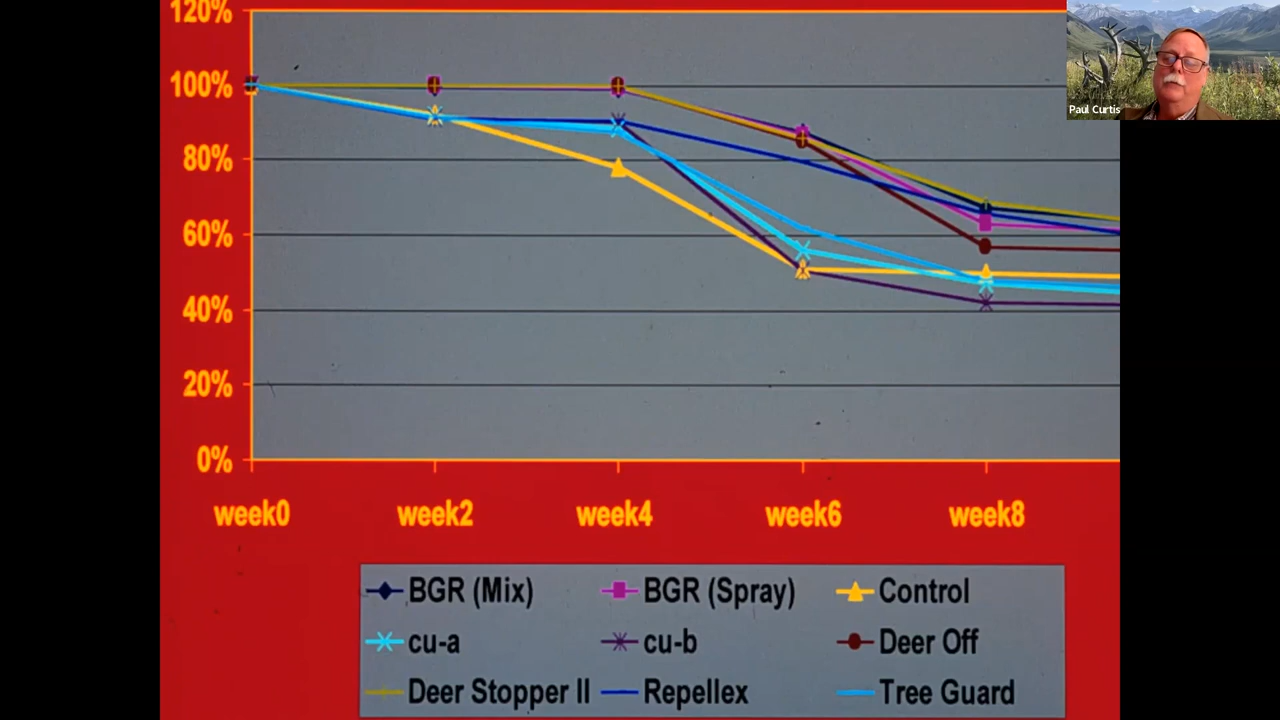 120%
Paul Curtis
100%
80%
60%
40%
20%
0%
week0 week2 week4 week6 week8
BGR (Mix) BGR (Spray) Control
cu-a cu-b Deer Off
Deer Stopper II Repellex Tree Guard